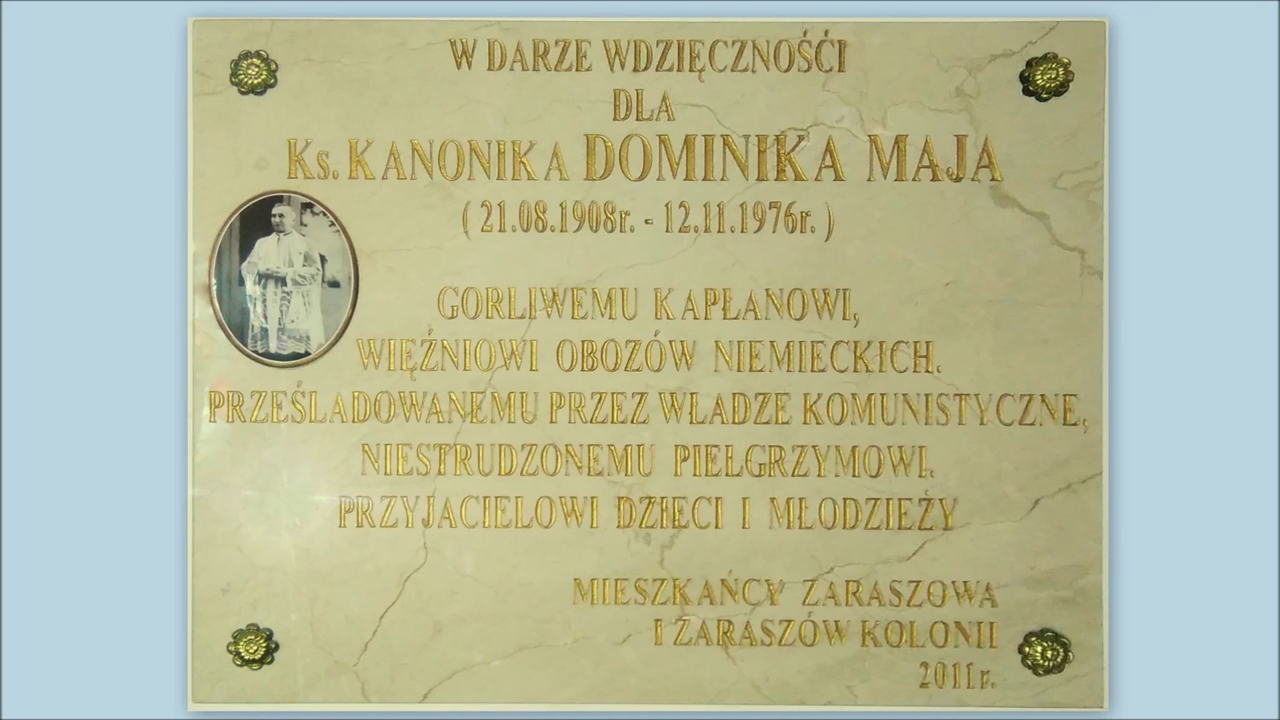 W DARZE WDZIĘCZNOŚĆI
DLA
Ks. KANONIKA DOMINIKA MAJA
( 21.08.1908r. - 12.11.1976r. )
GORLIWEMU KAPŁANOWI,
WIĘŹNIOWI OBOZÓW NIEMIECKICH.
PRZEŚLADOWANEMU PRZEZ WŁADZE KOMUNISTYCZNE,
NIESTRUDZONEMU PIELGRZYMOWI.
PRZYJACIELOWI DZIECI I MŁODZIEŻY
MIESZKAŃCY ZARASZOWA
I ZARASZÓW KOLONII
2011r.